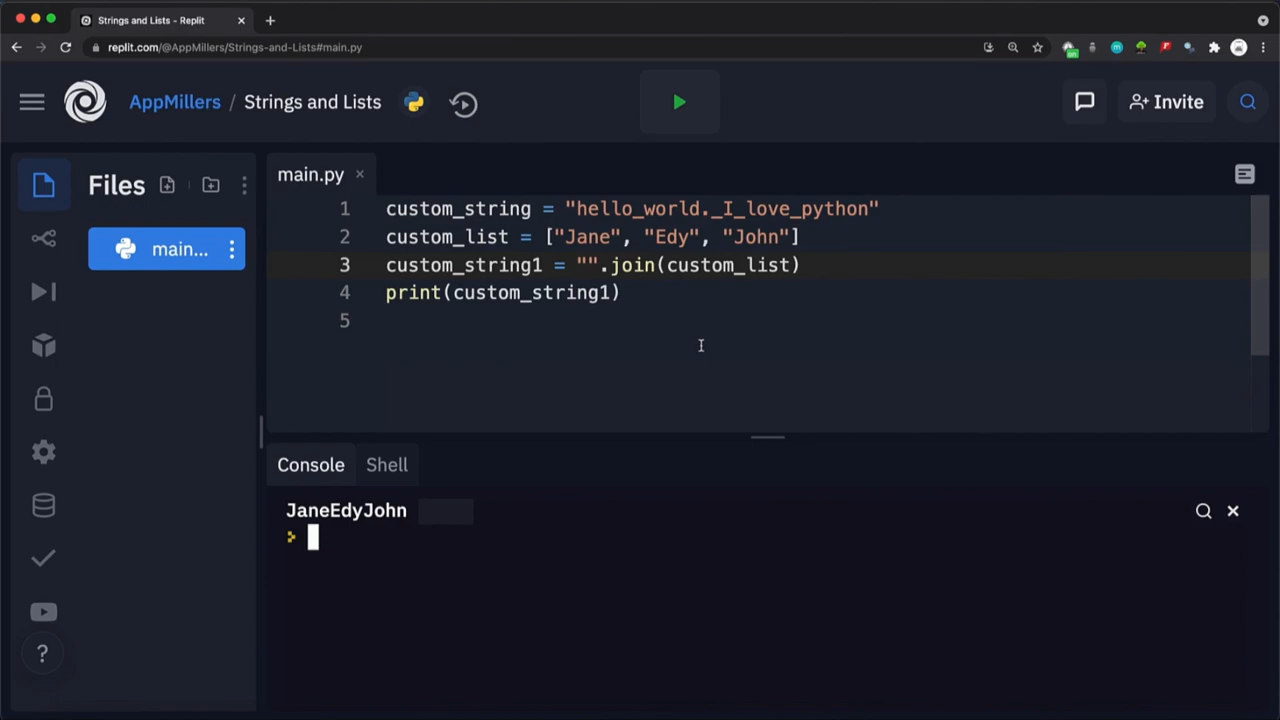 Strings and Lists - Replit
replit.com/@AppMillers/Strings-and-Lists#main.py
AppMillers / Strings and Lists
Invite
Files
main...
main.py
1 custom_string = "hello_world._I_love_python"
2 custom_list = ["Jane", "Edy", "John"]
3 custom_string1 = "".join(custom_list)
4 print(custom_string1)
5
Console
Shell
JaneEdyJohn